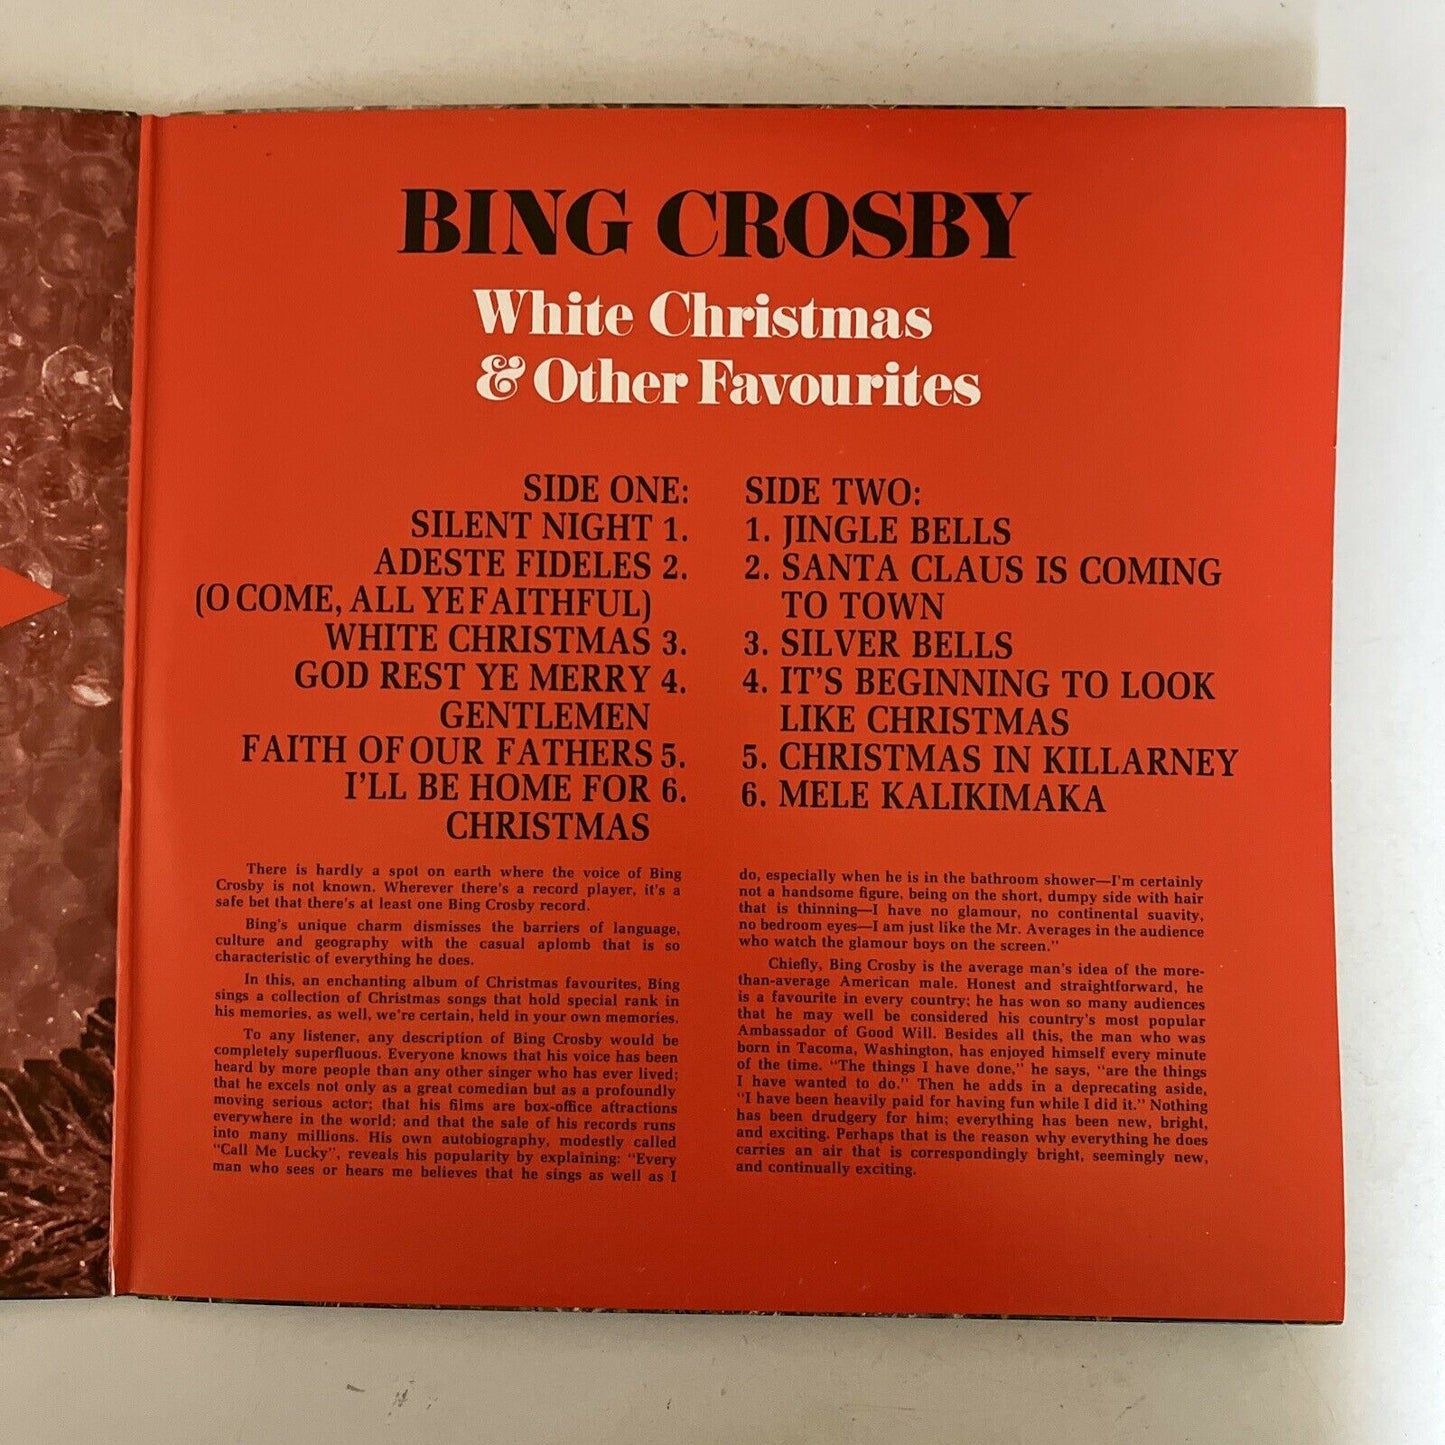 BING CROSBY
White Christmas
& Other Favourites
SIDE ONE:
SILENT NIGHT 1.
ADESTE FIDELES 2.
(O COME, ALL YE FAITHFUL)
WHITE CHRISTMAS 3.
GOD REST YE MERRY 4.
GENTLEMEN
FAITH OF OUR FATHERS 5.
I'LL BE HOME FOR 6.
CHRISTMAS
SIDE TWO:
1. JINGLE BELLS
2. SANTA CLAUS IS COMING
TO TOWN
3. SILVER BELLS
4. IT'S BEGINNING TO LOOK
LIKE CHRISTMAS
5. CHRISTMAS IN KILLARNEY
6. MELE KALIKIMAKA
There is hardly a spot on earth where the voice of Bing
Crosby is not known. Wherever there's a record player, it's a
safe bet that there's at least one Bing Crosby record.
Bing's unique charm dismisses the barriers of language,
culture and geography with the casual aplomb that is so
characteristic of everything he does.
In this, an enchanting album of Christmas favourites, Bing
sings a collection of Christmas songs that hold special rank in
his memories, as well, we're certain, held in your own memories.
To any listener, any description of Bing Crosby would be
completely superfluous. Everyone knows that his voice has been
heard by more people than any other singer who has ever lived;
that he excels not only as a great comedian but as a profoundly
moving serious actor; that his films are box-office attractions
everywhere in the world; and that the sale of his records runs
into many millions. His own autobiography, modestly called
"Call Me Lucky", reveals his popularity by explaining: "Every
man who sees or hears me believes that he sings as well as I
do, especially when he is in the bathroom shower—I'm certainly
not a handsome figure, being on the short, dumpy side with hair
that is thinning—I have no glamour, no continental suavity,
no bedroom eyes—I am just like the Mr. Averages in the audience
who watch the glamour boys on the screen."
Chiefly, Bing Crosby is the average man's idea of the more-
than-average American male. Honest and straightforward, he
is a favourite in every country; he has won so many audiences
that he may well be considered his country's most popular
Ambassador of Good Will. Besides all this, the man who was
born in Tacoma, Washington, has enjoyed himself every minute
of the time. "The things I have done," he says, "are the things
I have wanted to do." Then he adds in a deprecating aside,
"I have been heavily paid for having fun while I did it." Nothing
has been drudgery for him; everything has been new, bright,
and exciting. Perhaps that is the reason why everything he does
carries an air that is correspondingly bright, seemingly new,
and continually exciting.